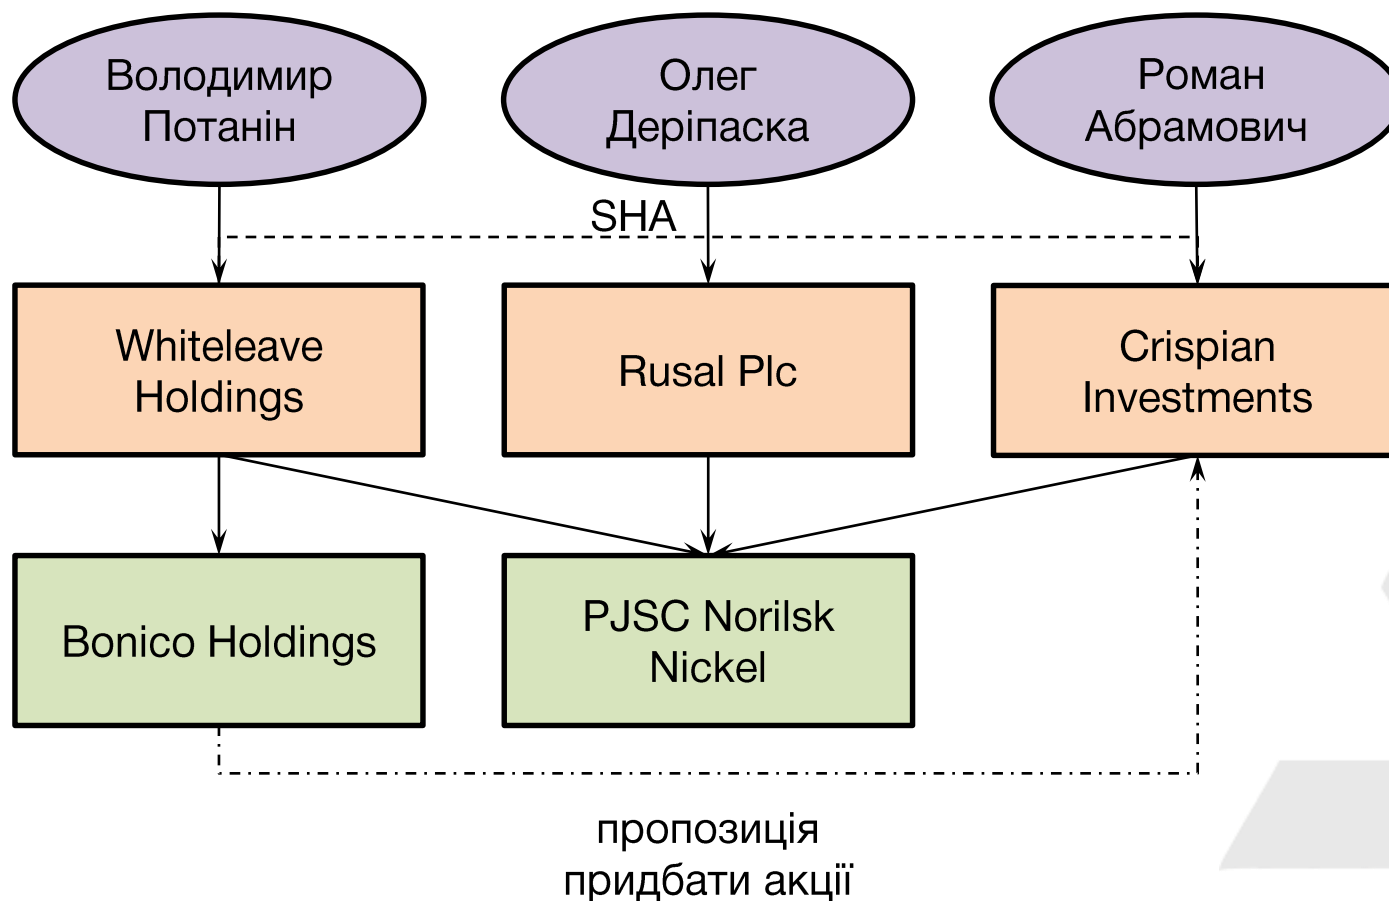 Володимир
Потанін
Олег
Деріпаска
Роман
Абрамович
SHA
Whiteleave
Holdings
Rusal Plc
Crispian
Investments
Bonico Holdings
PJSC Norilsk
Nickel
пропозиція
придбати акції